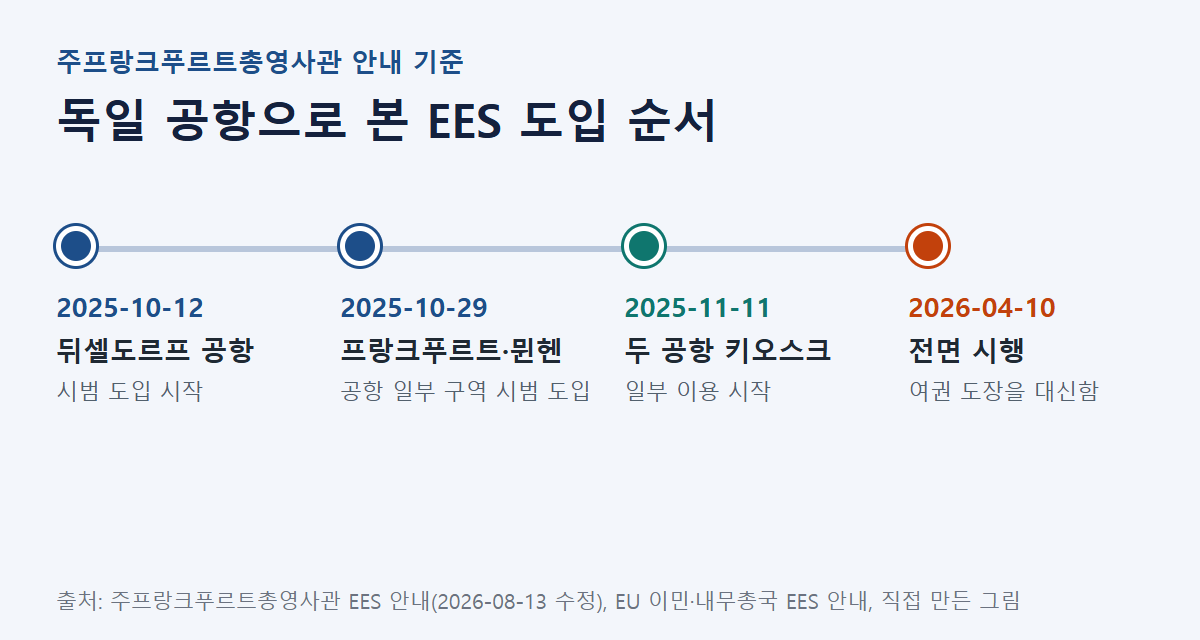 주프랑크푸르트총영사관 안내 기준
독일 공항으로 본 EES 도입 순서
2025-10-12
뒤셀도르프 공항
시범 도입 시작
2025-10-29
프랑크푸르트·뮌헨
공항 일부 구역 시범 도입
2025-11-11
두 공항 키오스크
일부 이용 시작
2026-04-10
전면 시행
여권 도장을 대신함
출처: 주프랑크푸르트총영사관 EES 안내(2026-08-13 수정), EU 이민·내무총국 EES 안내, 직접 만든 그림